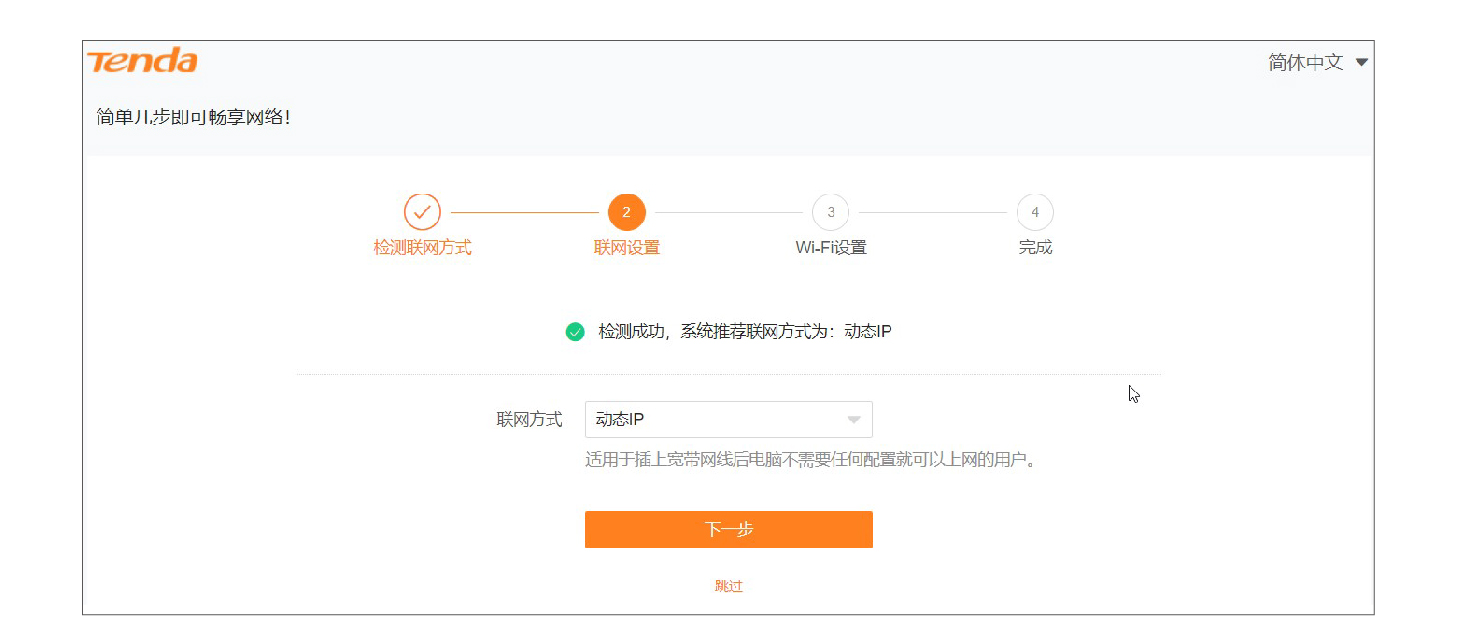 Tenda
简体中文
简单几步即可畅享网络！
2
3
4
检测联网方式
联网设置
Wi-Fi设置
完成
检测成功，系统推荐联网方式为：动态IP
联网方式
动态IP
适用于插上宽带网线后电脑不需要任何配置就可以上网的用户。
下一步
跳过